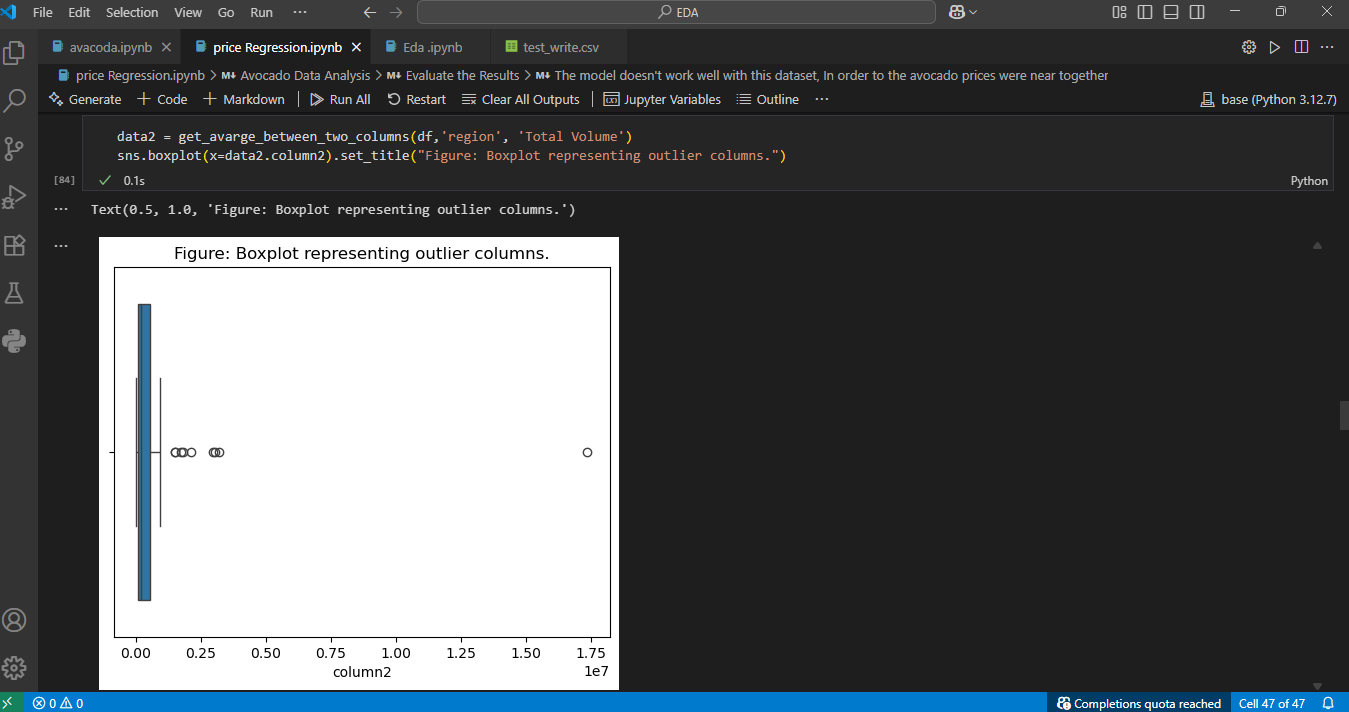 File Edit Selection View Go Run ··· EDA
avacoda.ipynb price Regression.ipynb Eda .ipynb test_write.csv
price Regression.ipynb > M↓ Avocado Data Analysis > M↓ Evaluate the Results > M↓ The model doesn't work well with this dataset, In order to the avocado prices were near together
Generate + Code + Markdown Run All Restart Clear All Outputs Jupyter Variables Outline ··· base (Python 3.12.7)
data2 = get_avarge_between_two_columns(df,'region', 'Total Volume')
sns.boxplot(x=data2.column2).set_title("Figure: Boxplot representing outlier columns.")
[84] ✓ 0.1s Python
··· Text(0.5, 1.0, 'Figure: Boxplot representing outlier columns.')
···
Figure: Boxplot representing outlier columns.
0.00 0.25 0.50 0.75 1.00 1.25 1.50 1.75
1e7
column2
0 0 Completions quota reached Cell 47 of 47